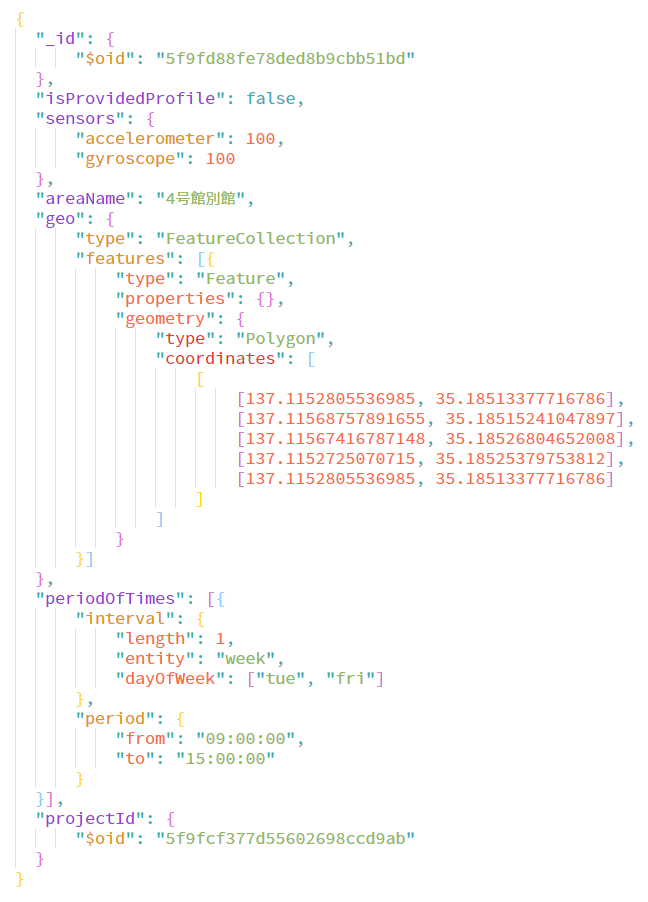 {
"_id": {
"$oid": "5f9fd88fe78ded8b9cbb51bd"
},
"isProvidedProfile": false,
"sensors": {
"accelerometer": 100,
"gyroscope": 100
},
"areaName": "4号館別館",
"geo": {
"type": "FeatureCollection",
"features": [{
"type": "Feature",
"properties": {},
"geometry": {
"type": "Polygon",
"coordinates": [
[
[137.1152805536985, 35.18513377716786],
[137.11568757891655, 35.18515241047897],
[137.11567416787148, 35.18526804652008],
[137.1152725070715, 35.18525379753812],
[137.1152805536985, 35.18513377716786]
]
]
}
}]
},
"periodOfTimes": [{
"interval": {
"length": 1,
"entity": "week",
"dayOfWeek": ["tue", "fri"]
},
"period": {
"from": "09:00:00",
"to": "15:00:00"
}
}],
"projectId": {
"$oid": "5f9fcf377d55602698ccd9ab"
}
}